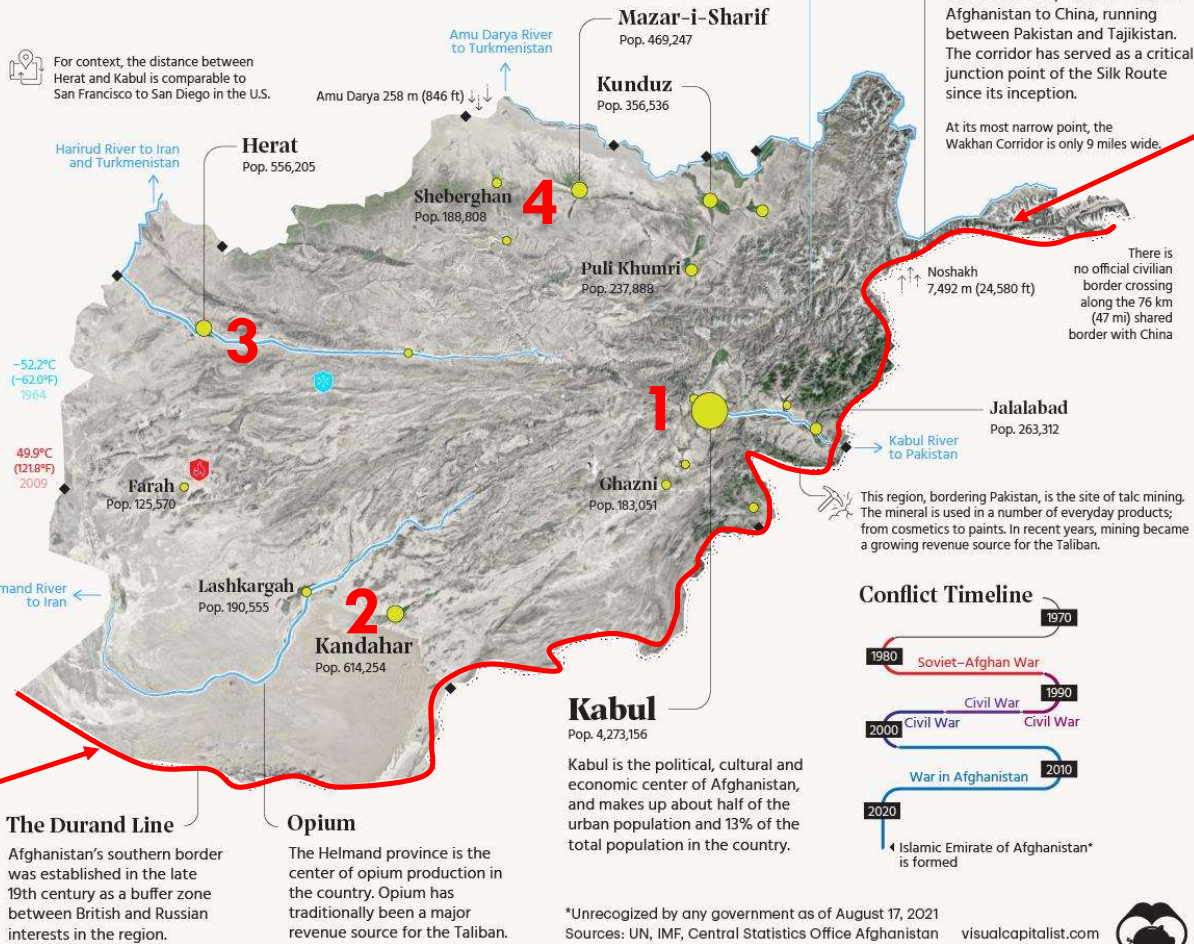 Afghanistan to China, running
between Pakistan and Tajikistan.
The corridor has served as a critical
junction point of the Silk Route
since its inception.
At its most narrow point, the
Wakhan Corridor is only 9 miles wide.
For context, the distance between
Herat and Kabul is comparable to
San Francisco to San Diego in the U.S.
Amu Darya River
to Turkmenistan
Mazar-i-Sharif
Pop. 469,247
Amu Darya 258 m (846 ft)
Kunduz
Pop. 356,536
Harirud River to Iran
and Turkmenistan
Herat
Pop. 556,205
Sheberghan
Pop. 188,808
4
Puli Khumri
Pop. 237,888
Noshakh
7,492 m (24,580 ft)
There is
no official civilian
border crossing
along the 76 km
(47 mi) shared
border with China
3
-52.2°C
(-62.0°F)
1964
1
Jalalabad
Pop. 263,312
Kabul River
to Pakistan
49.9°C
(121.8°F)
2009
Farah
Pop. 125,570
Ghazni
Pop. 183,051
This region, bordering Pakistan, is the site of talc mining.
The mineral is used in a number of everyday products;
from cosmetics to paints. In recent years, mining became
a growing revenue source for the Taliban.
mand River
to Iran
Lashkargah
Pop. 190,555
2
Kandahar
Pop. 614,254
Kabul
Pop. 4,273,156
Kabul is the political, cultural and
economic center of Afghanistan,
and makes up about half of the
urban population and 13% of the
total population in the country.
Conflict Timeline
1970
1980
Soviet–Afghan War
1990
Civil War
2000
Civil War
Civil War
2010
War in Afghanistan
2020
Islamic Emirate of Afghanistan*
is formed
The Durand Line
Afghanistan's southern border
was established in the late
19th century as a buffer zone
between British and Russian
interests in the region.
Opium
The Helmand province is the
center of opium production in
the country. Opium has
traditionally been a major
revenue source for the Taliban.
*Unrecogized by any government as of August 17, 2021
Sources: UN, IMF, Central Statistics Office Afghanistan
visualcapitalist.com